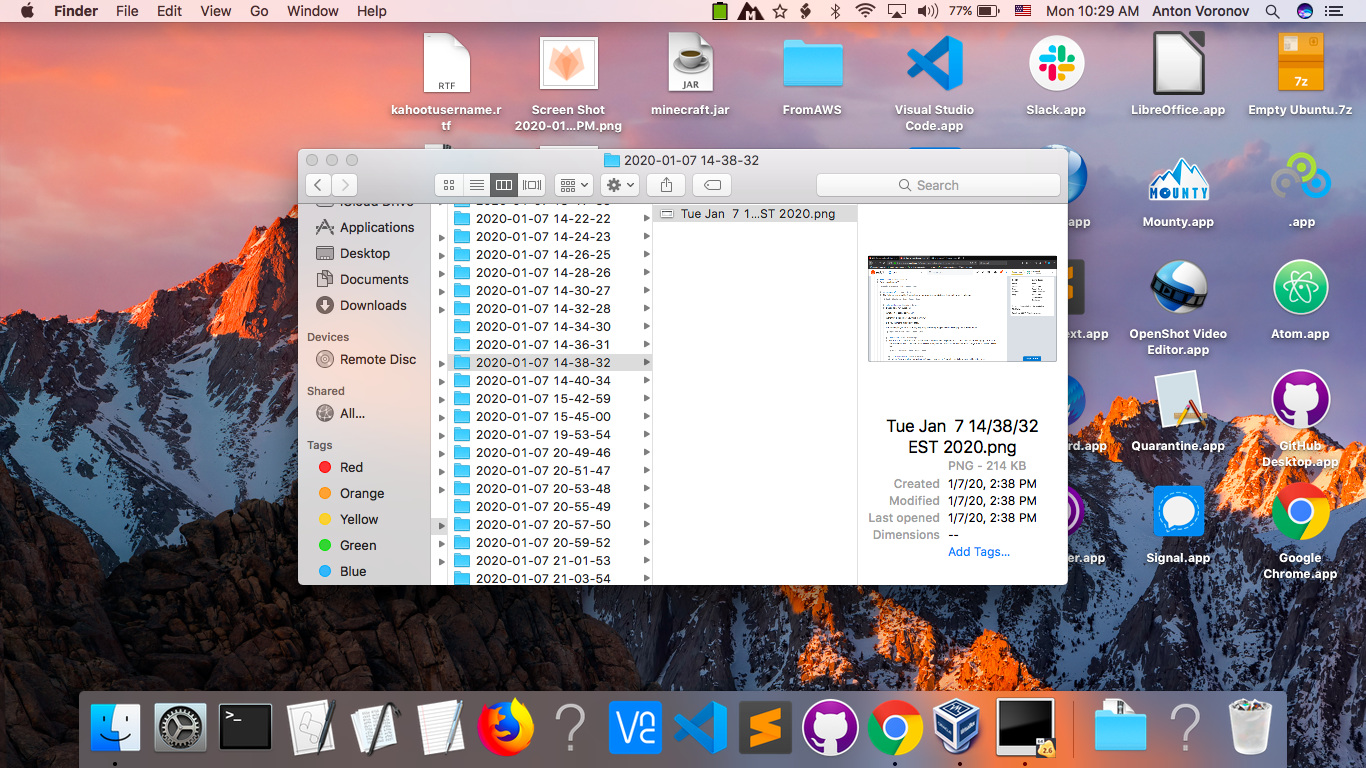 Finder File Edit View Go Window Help
77% Mon 10:29 AM Anton Voronov
RTF
JAR
7z
kahootusername.r
tf
Screen Shot
2020-01...PM.png
minecraft.jar
FromAWS
Visual Studio
Code.app
Slack.app
LibreOffice.app
Empty Ubuntu.7z
2020-01-07 14-38-32
Search
Applications
Desktop
Documents
Downloads
Devices
Remote Disc
Shared
All...
Tags
Red
Orange
Yellow
Green
Blue
2020-01-07 14-22-22
2020-01-07 14-24-23
2020-01-07 14-26-25
2020-01-07 14-28-26
2020-01-07 14-30-27
2020-01-07 14-32-28
2020-01-07 14-34-30
2020-01-07 14-36-31
2020-01-07 14-38-32
2020-01-07 14-40-34
2020-01-07 15-42-59
2020-01-07 15-45-00
2020-01-07 19-53-54
2020-01-07 20-49-46
2020-01-07 20-51-47
2020-01-07 20-53-48
2020-01-07 20-55-49
2020-01-07 20-57-50
2020-01-07 20-59-52
2020-01-07 21-01-53
2020-01-07 21-03-54
Tue Jan 7 1...ST 2020.png
Tue Jan 7 14/38/32
EST 2020.png
PNG - 214 KB
Created 1/7/20, 2:38 PM
Modified 1/7/20, 2:38 PM
Last opened 1/7/20, 2:38 PM
Dimensions --
Add Tags...
MOUNTY
.app
Mounty.app
.app
ext.app
OpenShot Video
Editor.app
Atom.app
rd.app
Quarantine.app
GitHub
Desktop.app
er.app
Signal.app
Google
Chrome.app
>_
2.6